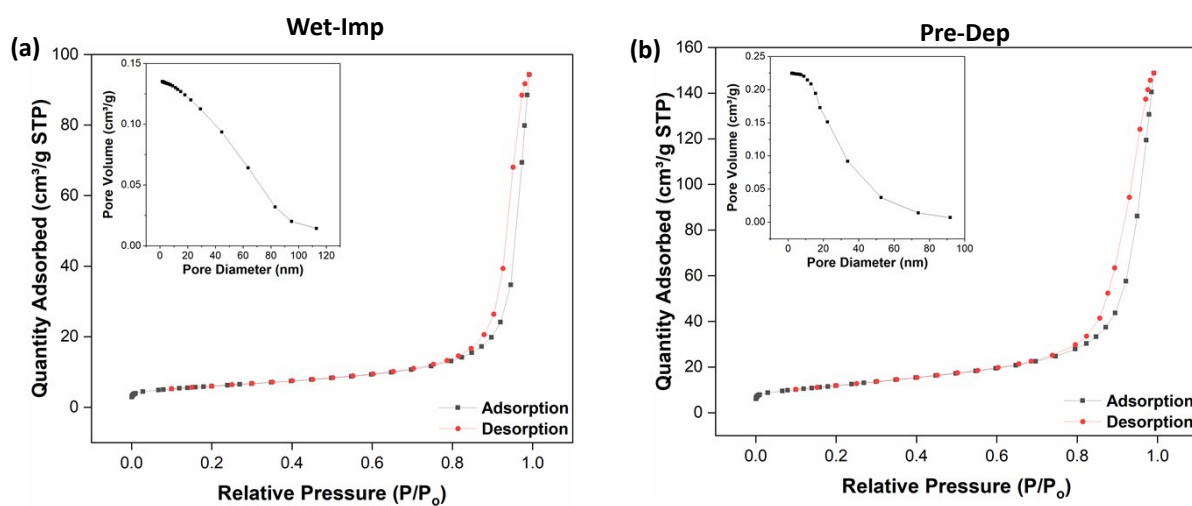 Wet-Imp
(a)
100
80
60
40
20
0
Quantity Adsorbed (cm³/g STP)
0.0 0.2 0.4 0.6 0.8 1.0
Relative Pressure (P/Pₒ)
Adsorption
Desorption
0.15
0.10
0.05
0.00
Pore Volume (cm³/g)
0 20 40 60 80 100 120
Pore Diameter (nm)
Pre-Dep
(b)
160
140
120
100
80
60
40
20
0
Quantity Adsorbed (cm³/g STP)
0.0 0.2 0.4 0.6 0.8 1.0
Relative Pressure (P/Pₒ)
Adsorption
Desorption
0.25
0.20
0.15
0.10
0.05
0.00
Pore Volume (cm³/g)
0 20 40 60 80 100
Pore Diameter (nm)